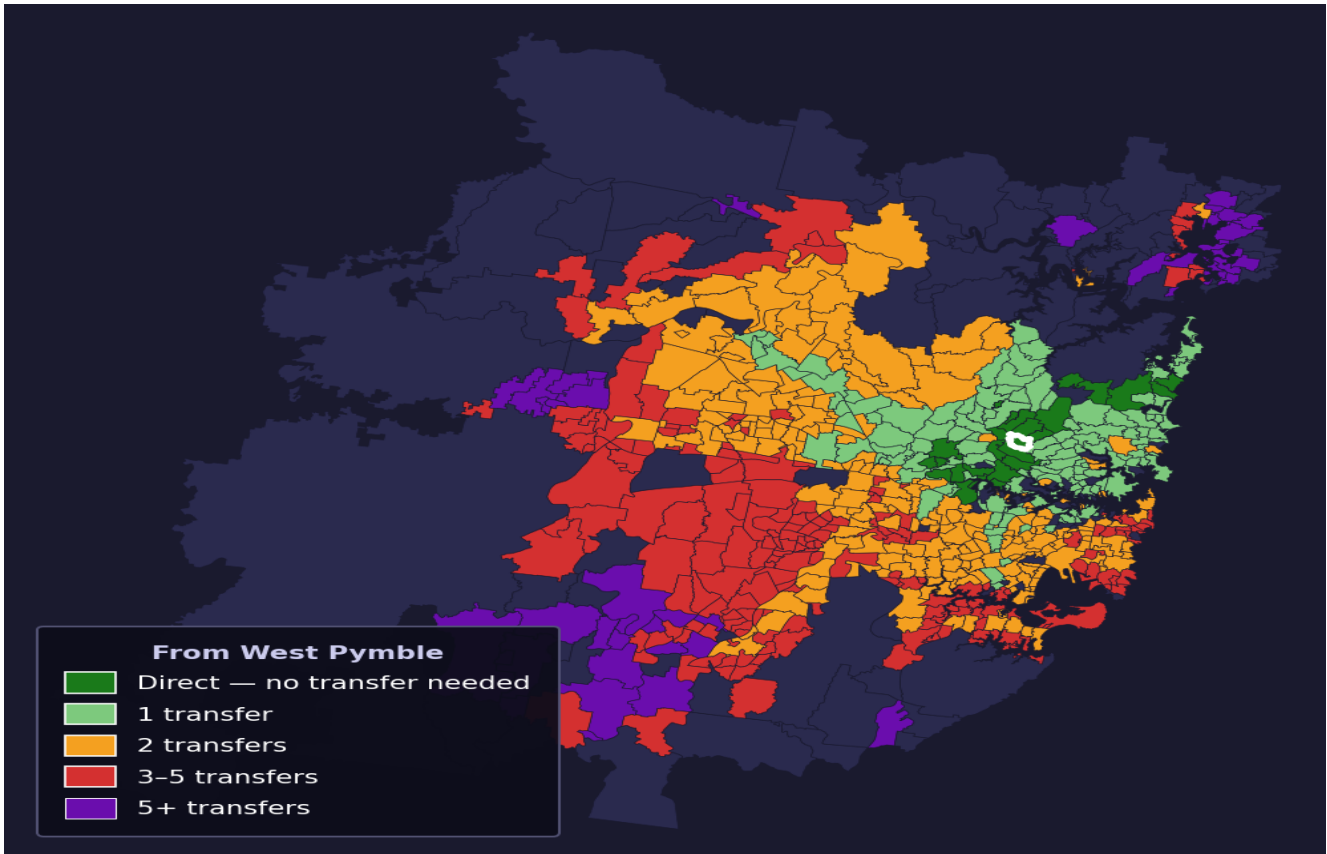 From West Pymble
Direct — no transfer needed
1 transfer
2 transfers
3–5 transfers
5+ transfers